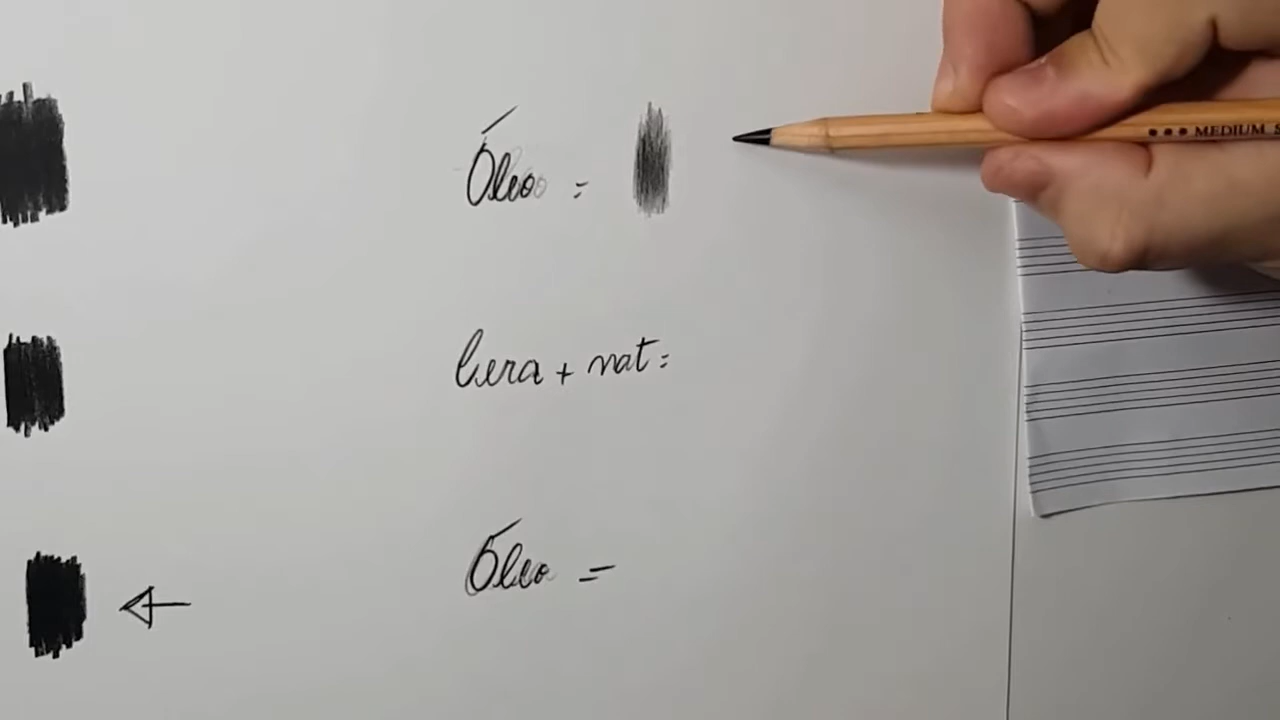 MEDIUM
Óleo =
Cera + nat =
Óleo =